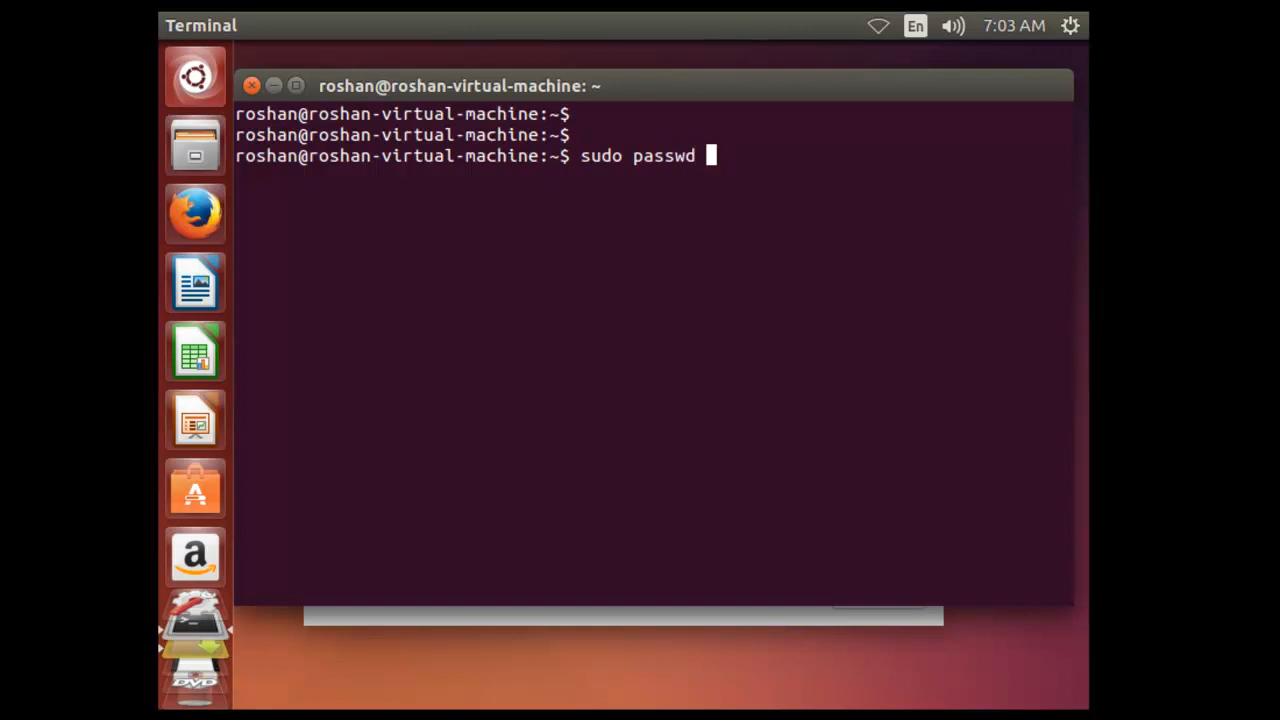 Terminal
En
7:03 AM
roshan@roshan-virtual-machine: ~
roshan@roshan-virtual-machine:~$
roshan@roshan-virtual-machine:~$
roshan@roshan-virtual-machine:~$ sudo passwd
A
a
>_
DVD